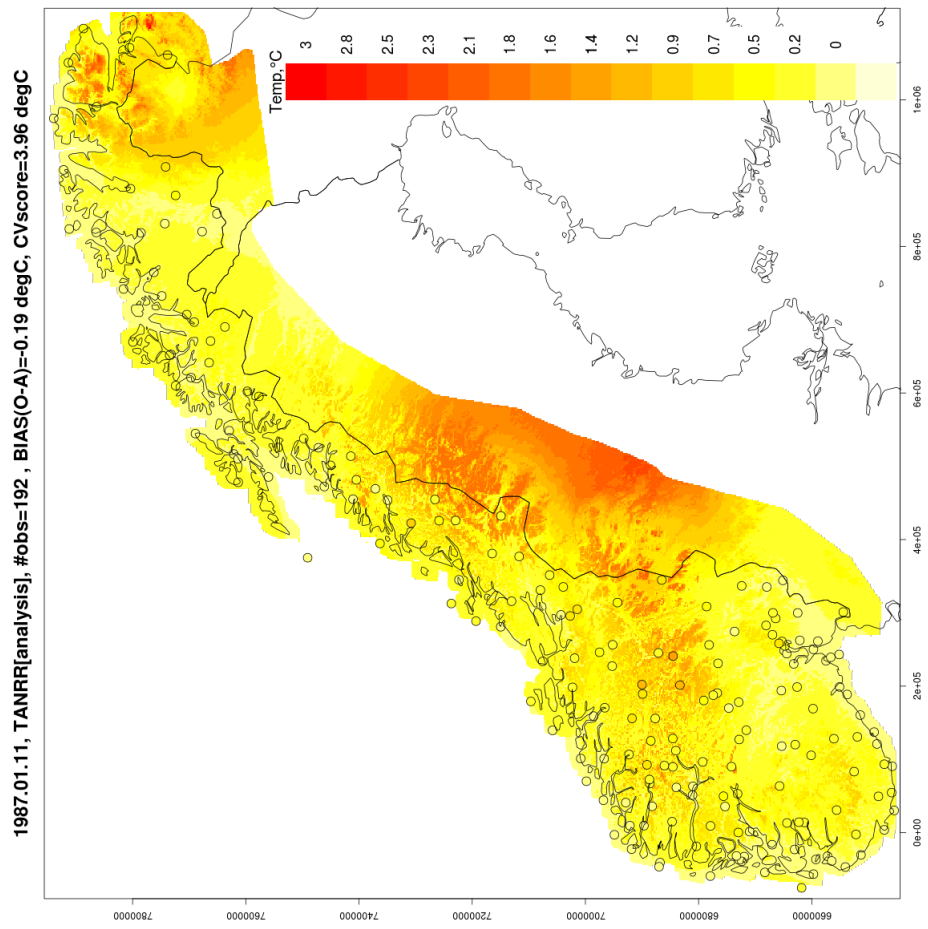 1987.01.11, TANRR[analysis], #obs=192 , BIAS(O-A)=-0.19 degC, CVscore=3.96 degC
Temp,°C
3
2.8
2.5
2.3
2.1
1.8
1.6
1.4
1.2
0.9
0.7
0.5
0.2
0
0e+00
2e+05
4e+05
6e+05
8e+05
1e+06
6600000
6800000
7000000
7200000
7400000
7600000
7800000